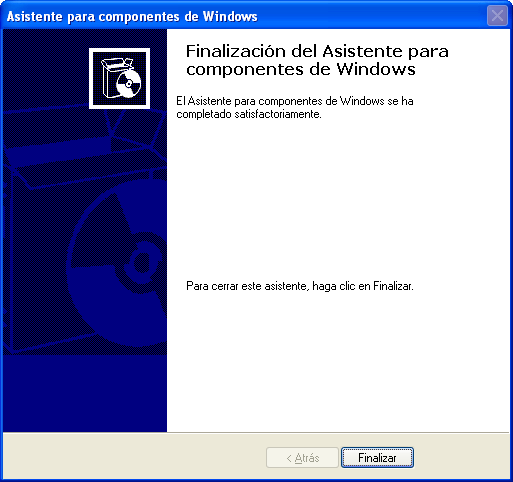 Asistente para componentes de Windows
Finalización del Asistente para
componentes de Windows
El Asistente para componentes de Windows se ha
completado satisfactoriamente.
Para cerrar este asistente, haga clic en Finalizar.
< Atrás
Finalizar